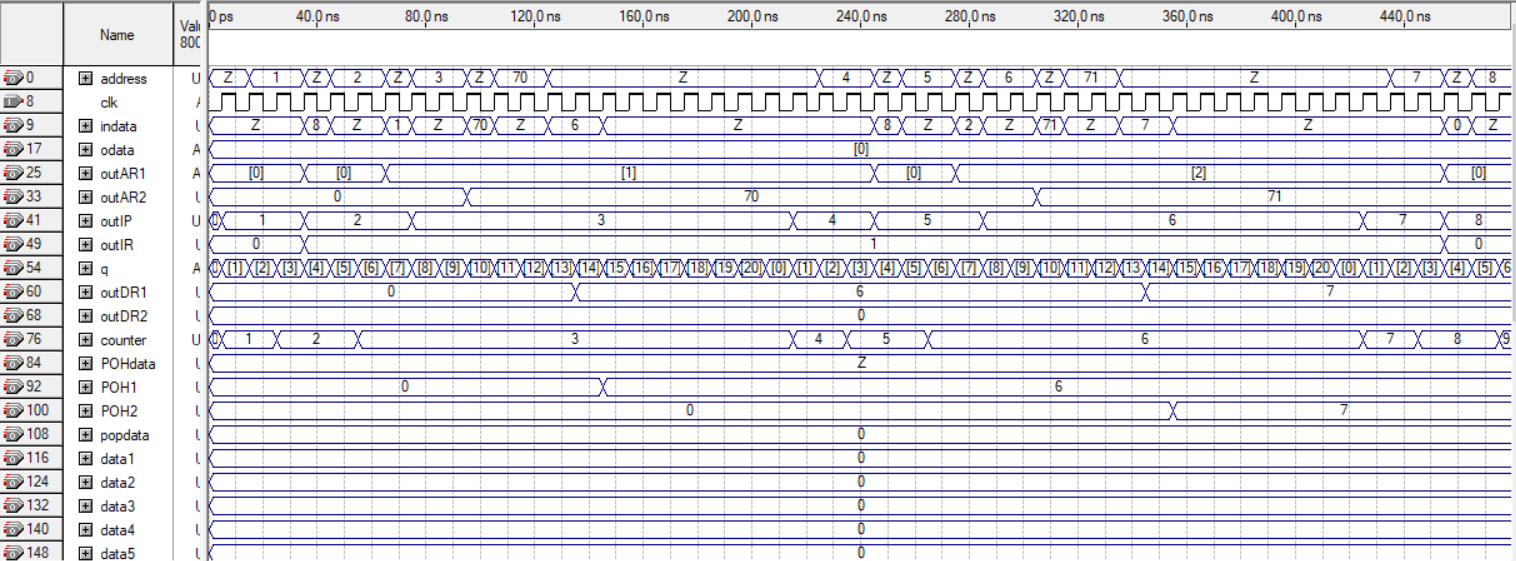 Name Valu 800 0 ps 40.0 ns 80.0 ns 120.0 ns 160.0 ns 200.0 ns 240.0 ns 280.0 ns 320.0 ns 360.0 ns 400.0 ns 440.0 ns
0 address U Z 1 Z 2 Z 3 Z 70 Z 4 Z 5 Z 6 Z 71 Z 7 Z 8
8 clk A
9 indata Z 8 Z 1 Z 70 Z 6 Z 8 Z 2 Z 71 Z 7 Z 0 Z
17 odata A [0]
25 outAR1 A [0] [0] [1] [0] [2] [0]
33 outAR2 0 70 71
41 outIP U 0 1 2 3 4 5 6 7 8
49 outIR 0 1 0
54 q A [1] [2] [3] [4] [5] [6] [7] [8] [9] [10] [11] [12] [13] [14] [15] [16] [17] [18] [19] [20] [0] [1] [2] [3] [4] [5] [6] [7] [8] [9] [10] [11] [12] [13] [14] [15] [16] [17] [18] [19] [20] [0] [1] [2] [3] [4] [5] 6
60 outDR1 0 6 7
68 outDR2 0
76 counter U 0 1 2 3 4 5 6 7 8 9
84 POHdata Z
92 POH1 0 6
100 POH2 0 7
108 popdata 0
116 data1 0
124 data2 0
132 data3 0
140 data4 0
148 data5 0